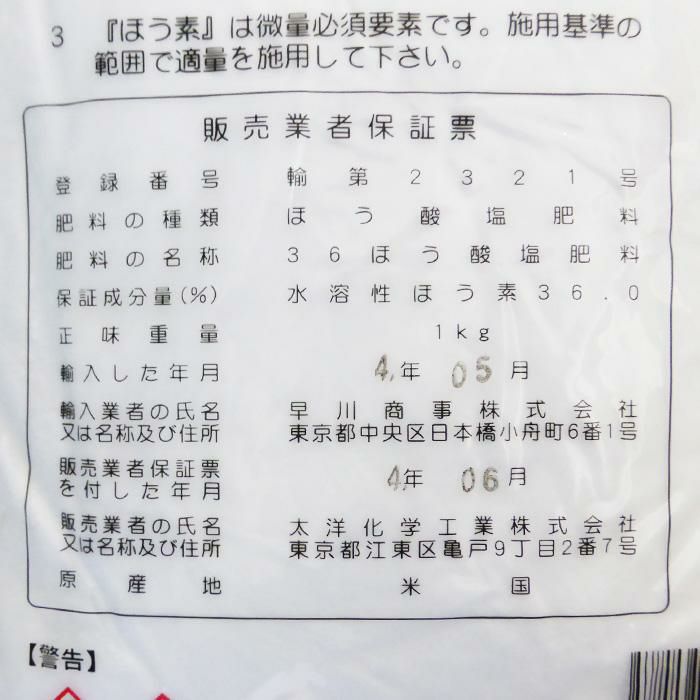 3 『ほう素』は微量必須要素です。施用基準の
範囲で適量を施用して下さい。
販売業者保証票
登録番号 輸第2321号
肥料の種類 ほう酸塩肥料
肥料の名称 36ほう酸塩肥料
保証成分量(%) 水溶性ほう素36.0
正味重量 1kg
輸入した年月 4.年 05月
輸入業者の氏名 早川商事株式会社
又は名称及び住所 東京都中央区日本橋小舟町6番1号
販売業者保証票
を付した年月 4.年 06月
販売業者の氏名 太洋化学工業株式会社
又は名称及び住所 東京都江東区亀戸9丁目2番7号
原産地 米国
【警告】